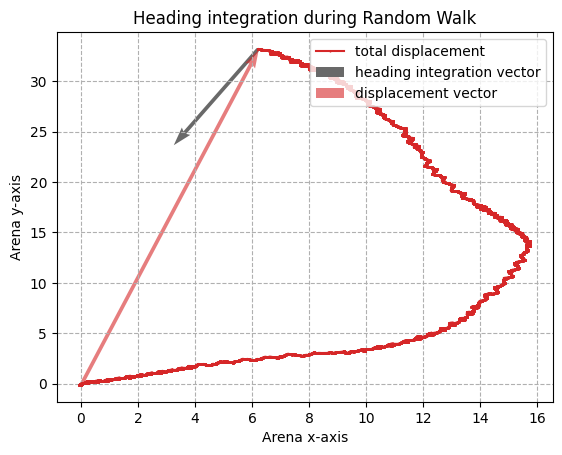 Heading integration during Random Walk
total displacement
heading integration vector
displacement vector
Arena y-axis
30
25
20
15
10
5
0
0 2 4 6 8 10 12 14 16
Arena x-axis